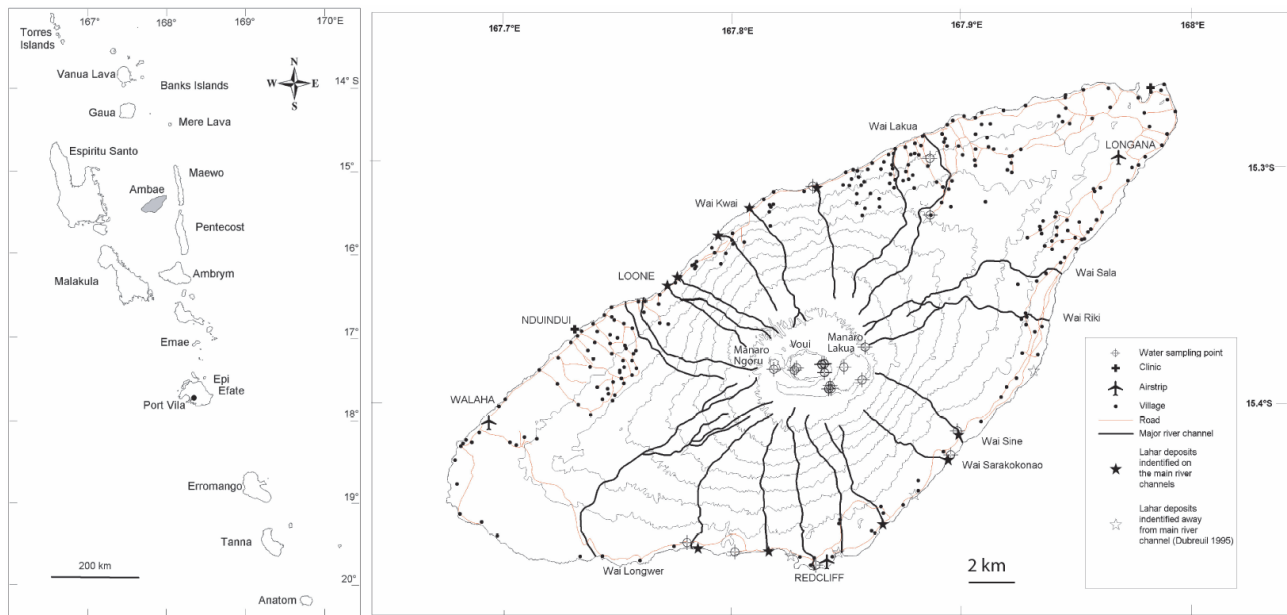 167°
168°
169°
170°E
Torres
Islands
Vanua Lava
Banks Islands
Gaua
Mere Lava
Espiritu Santo
Ambae
Maewo
Pentecost
Malakula
Ambrym
Emae
Epi
Efate
Port Vila
Erromango
Tanna
Anatom
200 km
N
W
E
S
14° S
15°
16°
17°
18°
19°
20°
167.7°E
167.8°E
167.9°E
168°
15.3°S
15.4°S
Wai Lakua
LONGANA
Wai Kwai
LOONE
Wai Sala
NDUINDUI
Wai Riki
Manaro
Ngoru
Voui
Manaro
Lakua
WALAHA
Wai Sine
Wai Sarakokonao
Wai Longwer
REDCLIFF
2 km
Water sampling point
Clinic
Airstrip
Village
Road
Major river channel
Lahar deposits
indentified on
the main river
channels
Lahar deposits
indentified away
from main river
channel (Dubreuil 1995)